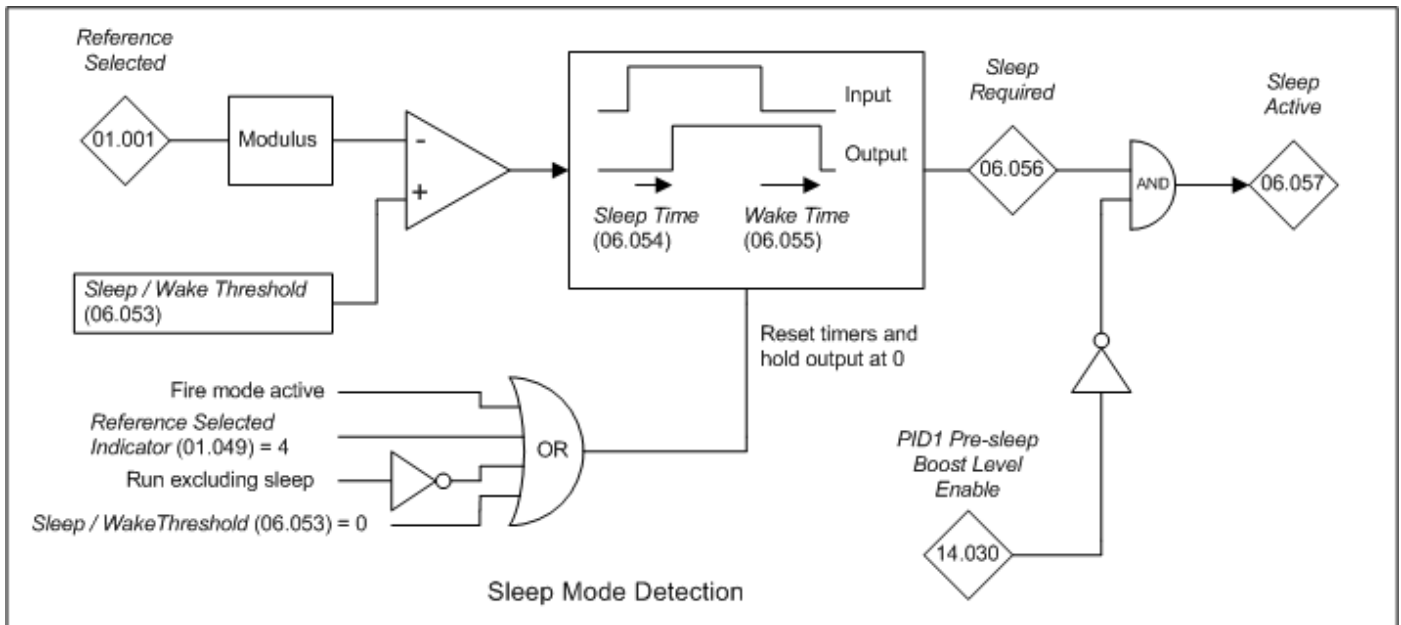 Reference
Selected
01.001
Modulus
-
+
Sleep / Wake Threshold
(06.053)
Input
Output
Sleep Time
(06.054)
Wake Time
(06.055)
Sleep
Required
06.056
AND
Sleep
Active
06.057
Reset timers and
hold output at 0
Fire mode active
Reference Selected
Indicator (01.049) = 4
Run excluding sleep
Sleep / WakeThreshold (06.053) = 0
OR
PID1 Pre-sleep
Boost Level
Enable
14.030
Sleep Mode Detection